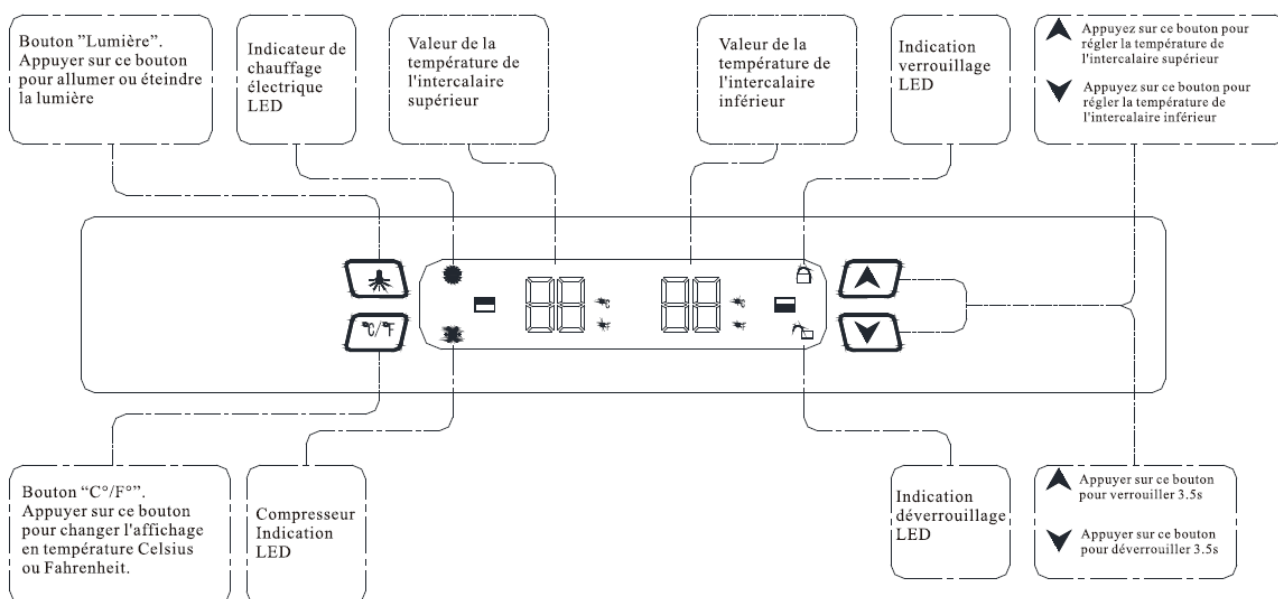 Bouton "Lumière".
Appuyer sur ce bouton
pour allumer ou éteindre
la lumière
Indicateur de
chauffage
électrique
LED
Valeur de la
température de
l'intercalaire
supérieur
Valeur de la
température de
l'intercalaire
inférieur
Indication
verrouillage
LED
Appuyez sur ce bouton pour
régler la température de
l'intercalaire supérieur
Appuyez sur ce bouton pour
régler la température de
l'intercalaire inférieur
°C/°F
Bouton “C°/F°”.
Appuyer sur ce bouton
pour changer l'affichage
en température Celsius
ou Fahrenheit.
Compresseur
Indication
LED
Indication
déverrouillage
LED
Appuyer sur ce bouton
pour verrouiller 3.5s
Appuyer sur ce bouton
pour déverrouiller 3.5s